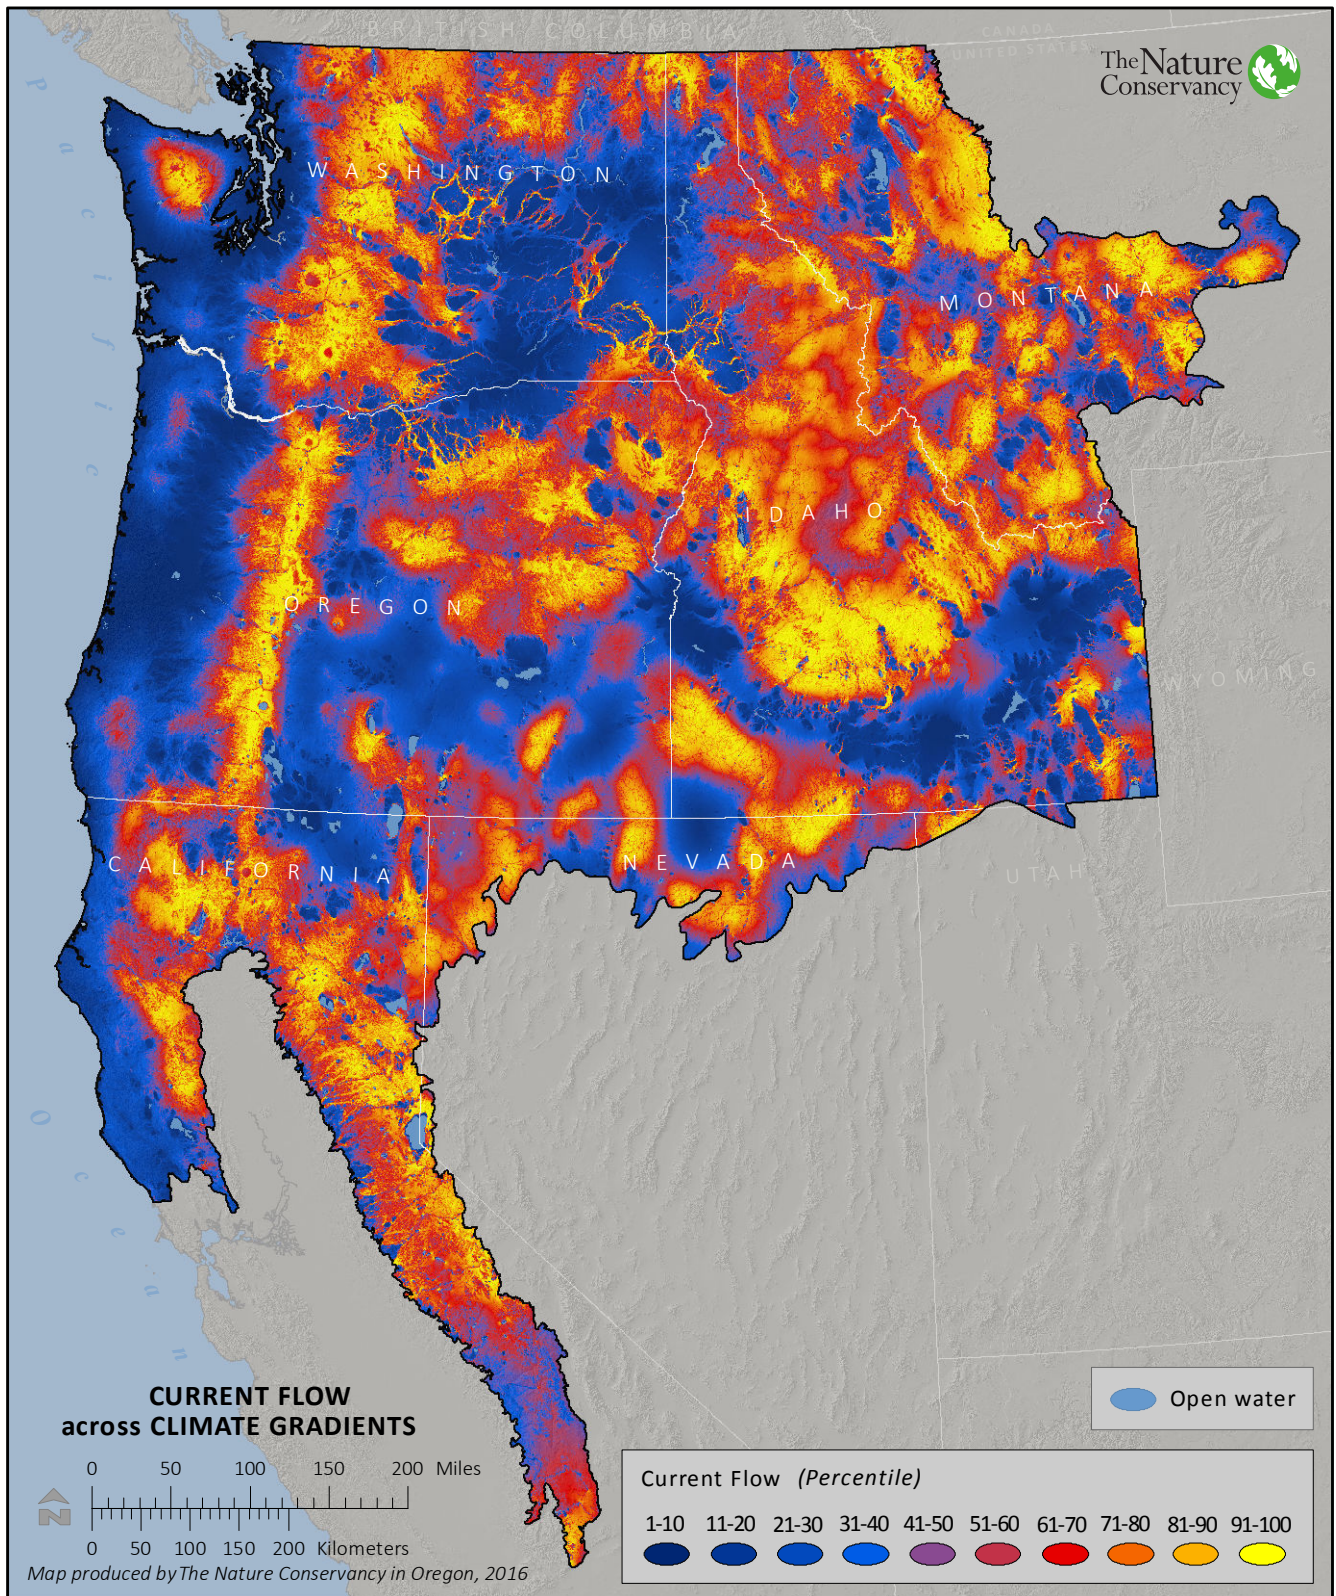 BRITISH COLUMBIA
CANADA
UNITED STATES
The Nature
Conservancy
Pacific Ocean
WASHINGTON
MONTANA
IDAHO
OREGON
WYOMING
CALIFORNIA
NEVADA
UTAH
CURRENT FLOW
across CLIMATE GRADIENTS
0 50 100 150 200 Miles
N
0 50 100 150 200 Kilometers
Map produced by The Nature Conservancy in Oregon, 2016
Open water
Current Flow (Percentile)
1-10 11-20 21-30 31-40 41-50 51-60 61-70 71-80 81-90 91-100